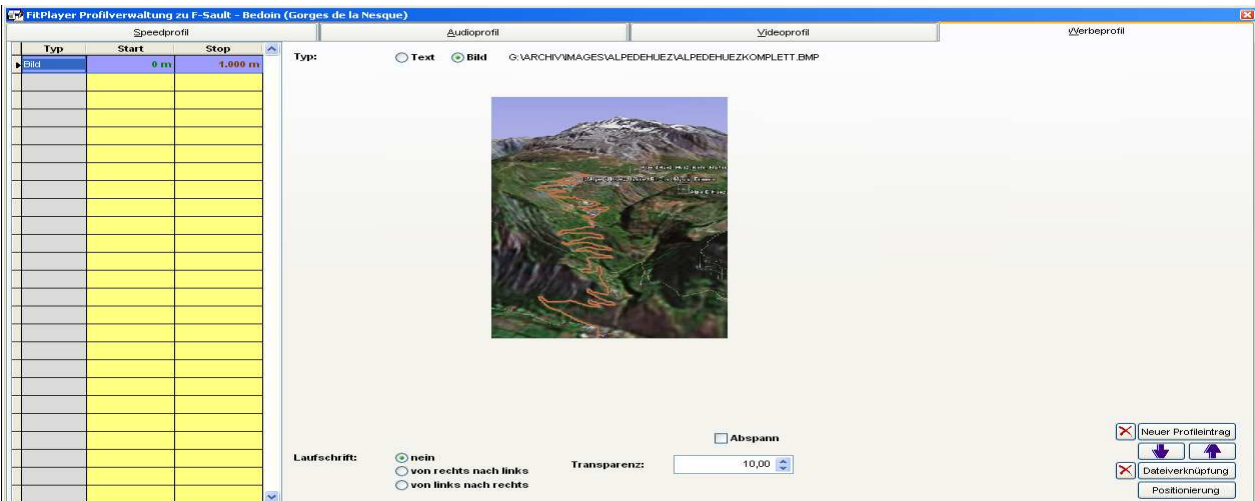 FitPlayer Profilverwaltung zu F-Sault - Bedoin (Gorges de la Nesque)
Speedprofil Audioprofil Videoprofil Werbeprofil
Typ Start Stop
Bild 0 m 1.000 m
Typ: Text Bild G:\ARCHIV\IMAGES\ALPEDEHUEZ\ALPEDEHUEZKOMPLETT.BMP
Abspann
Laufschrift: nein
von rechts nach links
von links nach rechts
Transparenz: 10,00
Neuer Profileintrag
Dateiverknüpfung
Positionierung